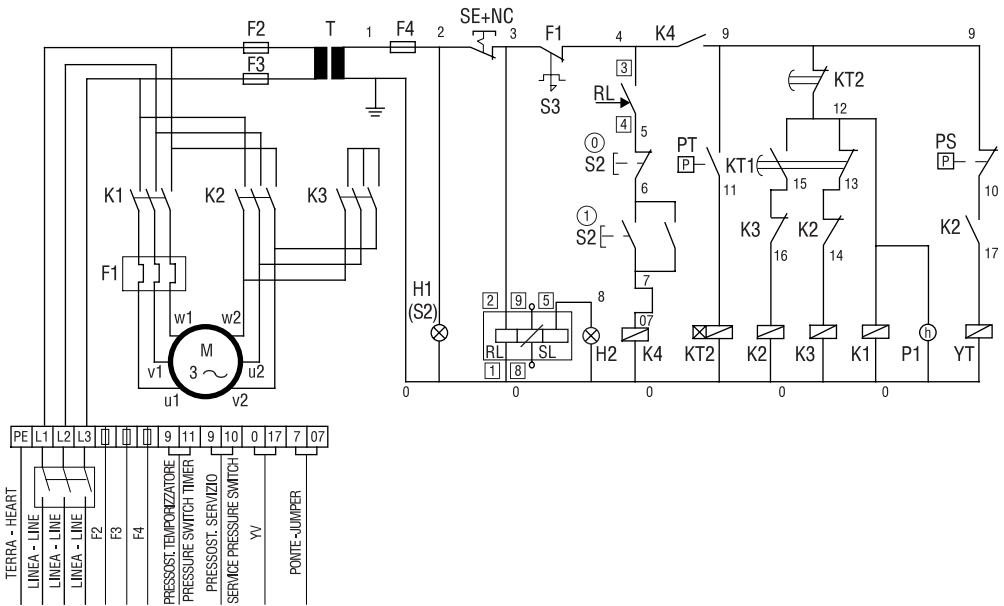 F2
T
1
F4
2
SE+NC
3
F1
4
K4
9
9
F3
S3
3
RL
4
5
0
S2
6
1
S2
7
07
KT2
12
PT
P
11
KT1
15
13
PS
P
10
K3
K2
K2
16
14
17
K1
K2
K3
F1
w1
w2
M
3
v1
u2
u1
v2
H1
(S2)
2
9
5
8
RL
SL
H2
K4
KT2
K2
K3
K1
h
P1
YT
1
8
0
0
0
0
0
PE
L1
L2
L3
9
11
9
10
0
17
7
07
TERRA - HEART
LINEA - LINE
LINEA - LINE
LINEA - LINE
F2
F3
F4
PRESSOST. TEMPORIZZATORE
PRESSURE SWITCH TIMER
PRESSOST. SERVIZIO
SERVICE PRESSURE SWITCH
YV
PONTE-JUMPER